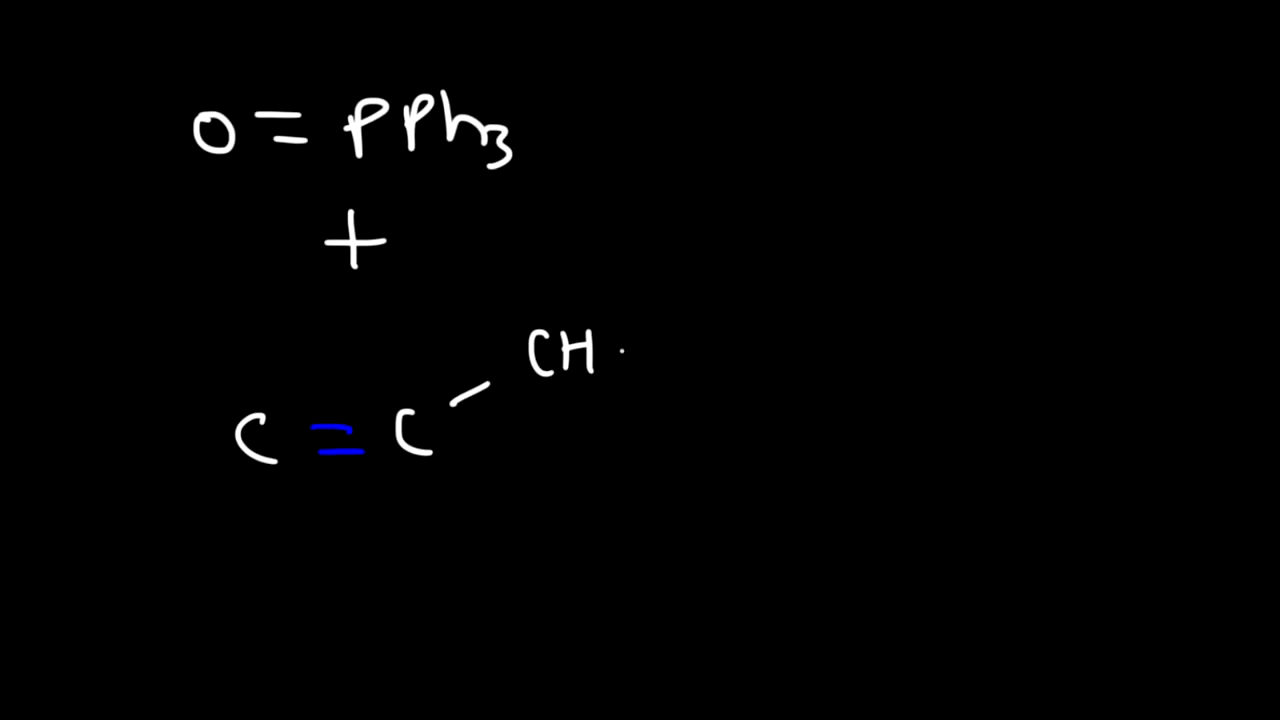 O = PPh3
+
CH
C = C